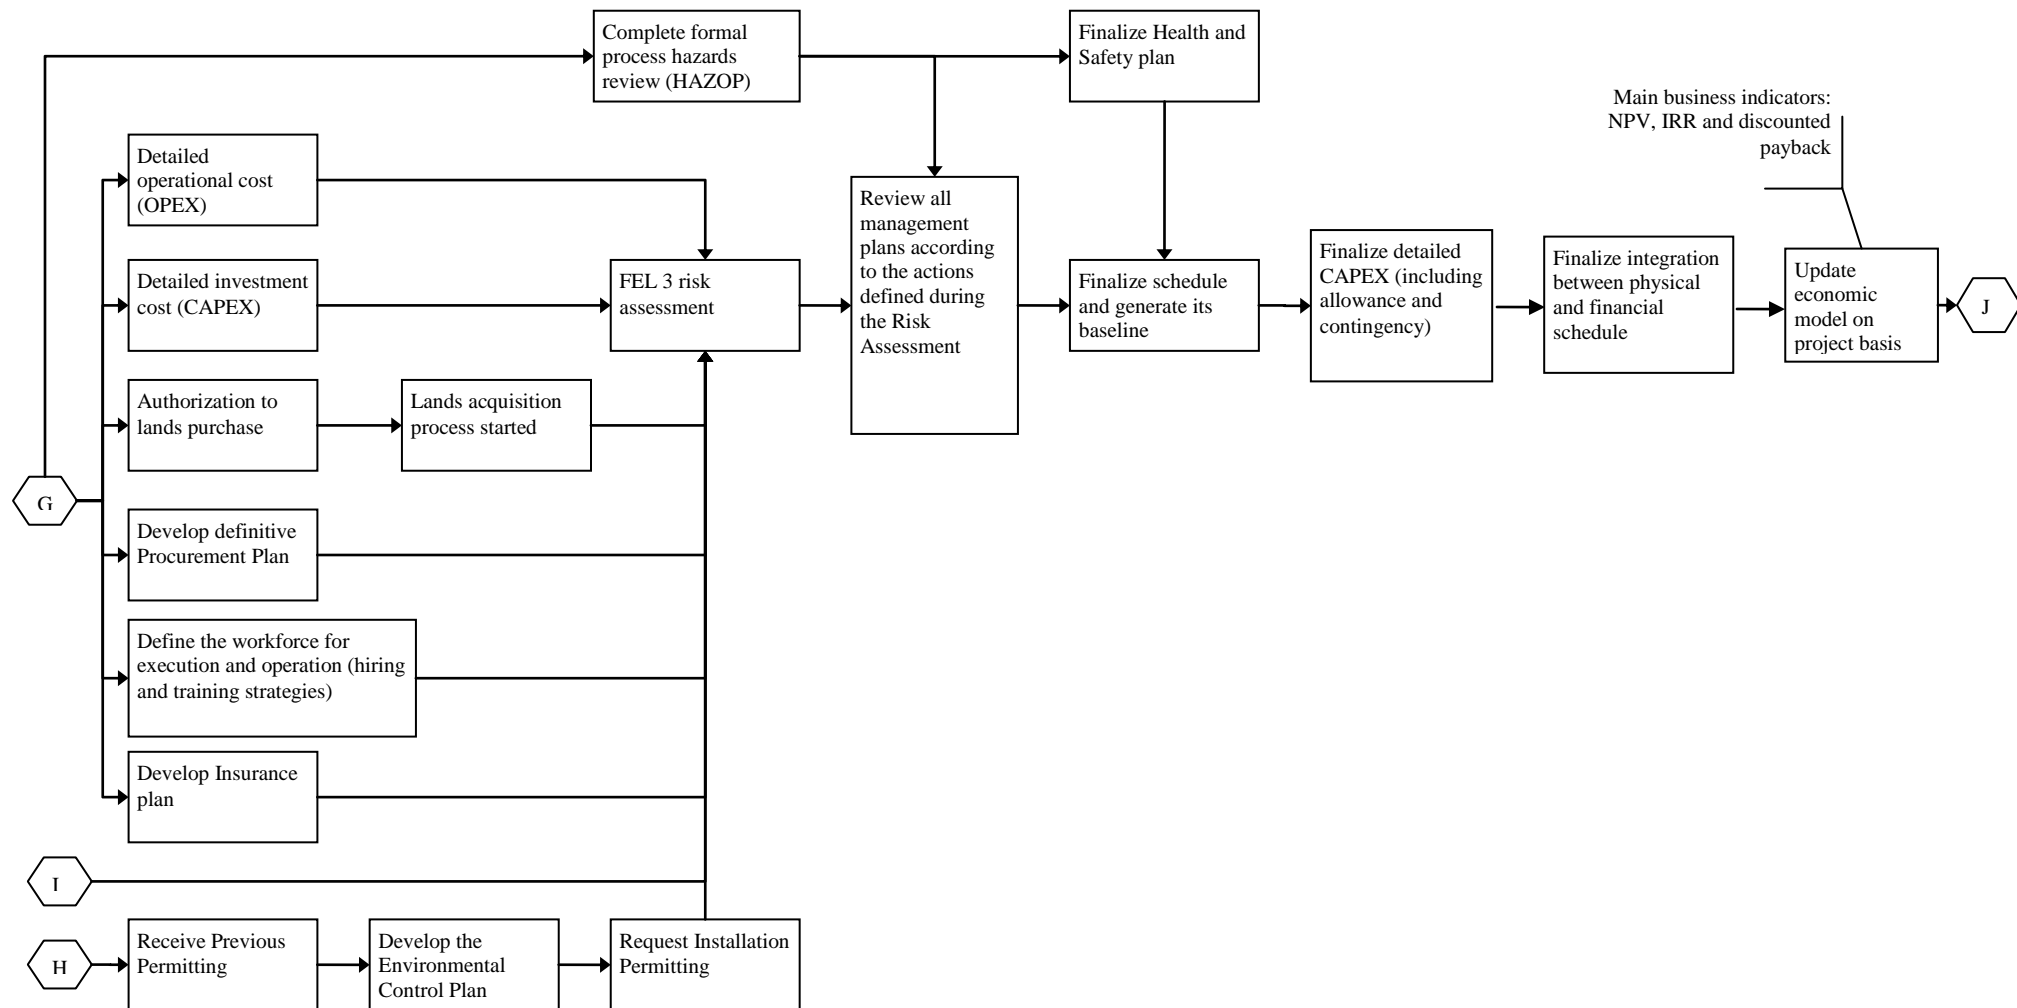 Complete formal
process hazards
review (HAZOP)
Finalize Health and
Safety plan
Main business indicators:
NPV, IRR and discounted
payback
Detailed
operational cost
(OPEX)
Detailed investment
cost (CAPEX)
FEL 3 risk
assessment
Review all
management
plans according
to the actions
defined during
the Risk
Assessment
Finalize schedule
and generate its
baseline
Finalize detailed
CAPEX (including
allowance and
contingency)
Finalize integration
between physical
and financial
schedule
Update
economic
model on
project basis
J
Authorization to
lands purchase
Lands acquisition
process started
G
Develop definitive
Procurement Plan
Define the workforce for
execution and operation (hiring
and training strategies)
Develop Insurance
plan
I
H
Receive Previous
Permitting
Develop the
Environmental
Control Plan
Request Installation
Permitting